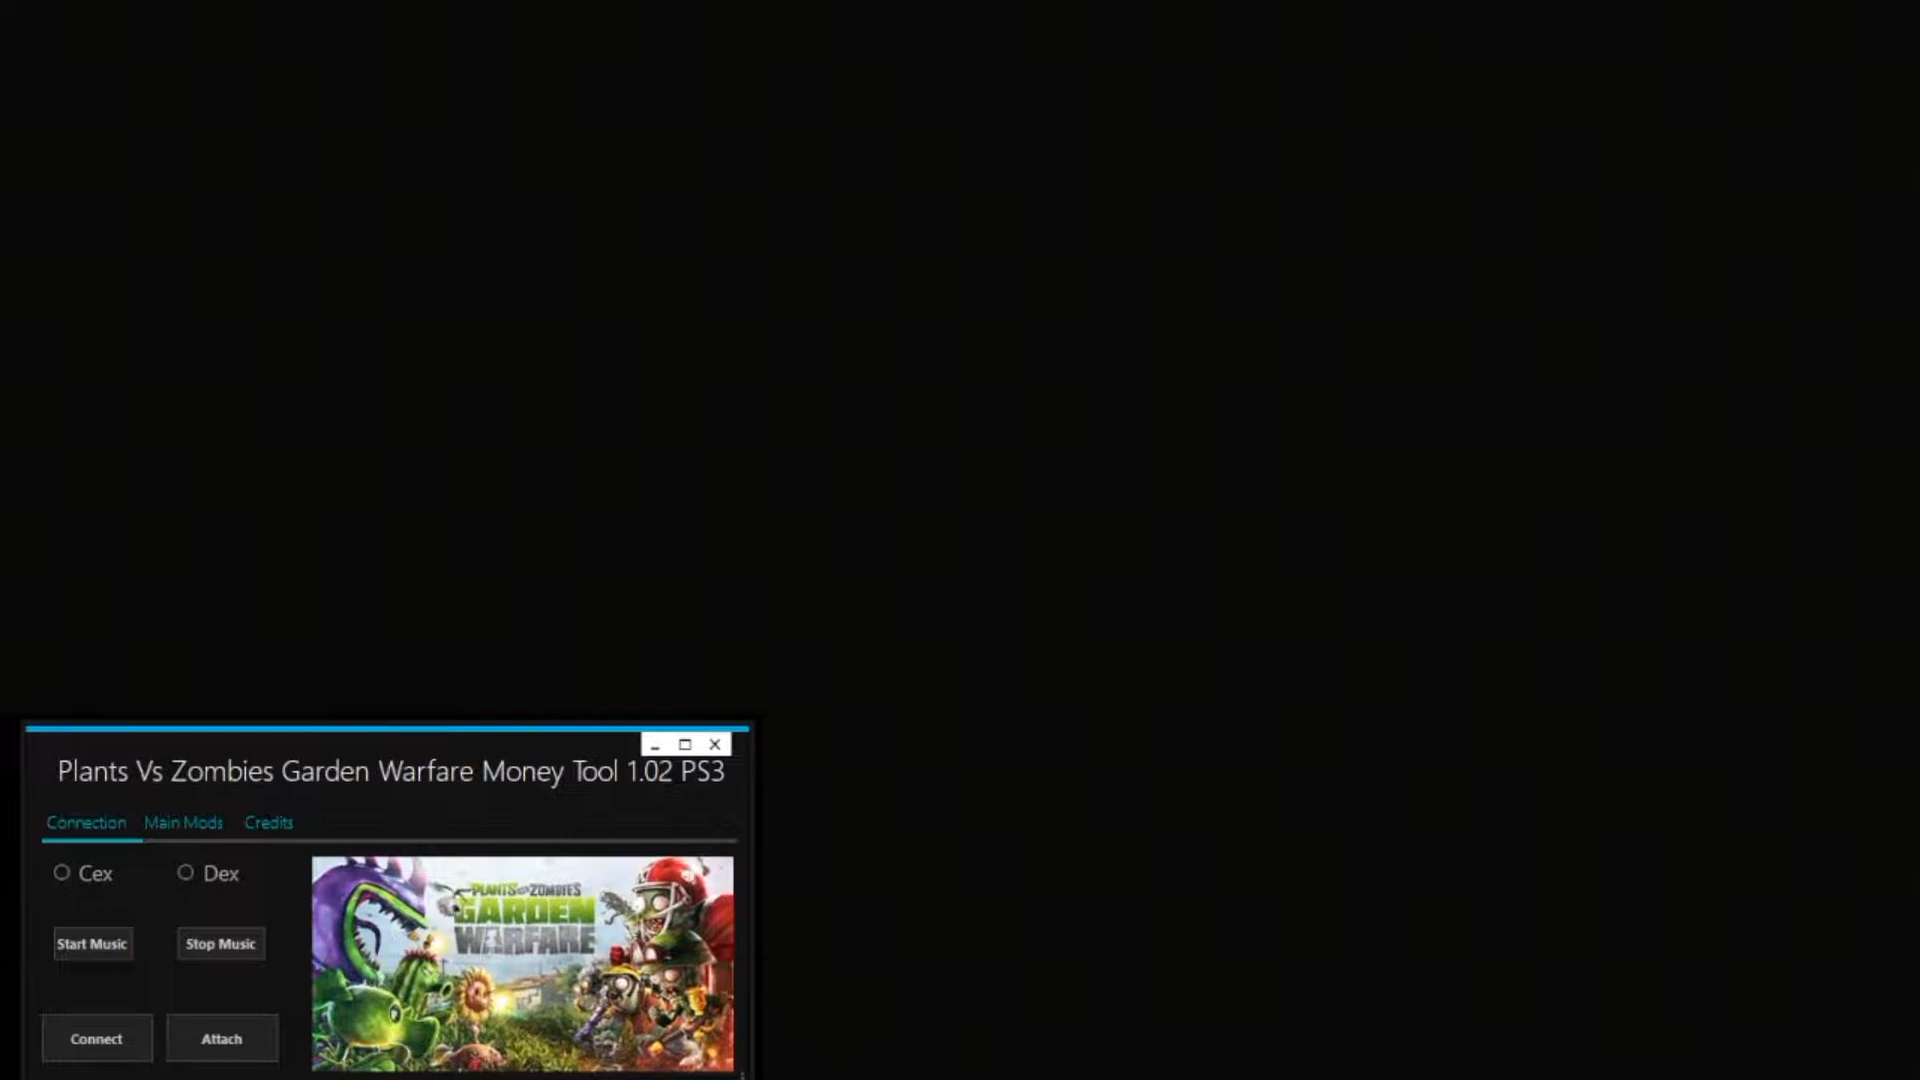 Plants Vs Zombies Garden Warfare Money Tool 1.02 PS3
Connection Main Mods Credits
Cex Dex
PLANTS VS ZOMBIES
GARDEN
WARFARE
Start Music Stop Music
Connect Attach